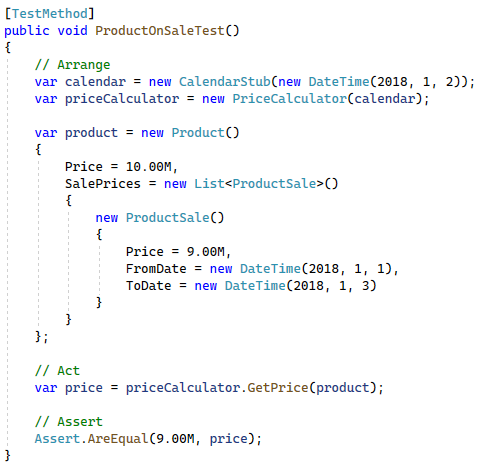 [TestMethod]
public void ProductOnSaleTest()
{
    // Arrange
    var calendar = new CalendarStub(new DateTime(2018, 1, 2));
    var priceCalculator = new PriceCalculator(calendar);

    var product = new Product()
    {
        Price = 10.00M,
        SalePrices = new List<ProductSale>()
        {
            new ProductSale()
            {
                Price = 9.00M,
                FromDate = new DateTime(2018, 1, 1),
                ToDate = new DateTime(2018, 1, 3)
            }
        }
    };

    // Act
    var price = priceCalculator.GetPrice(product);

    // Assert
    Assert.AreEqual(9.00M, price);
}